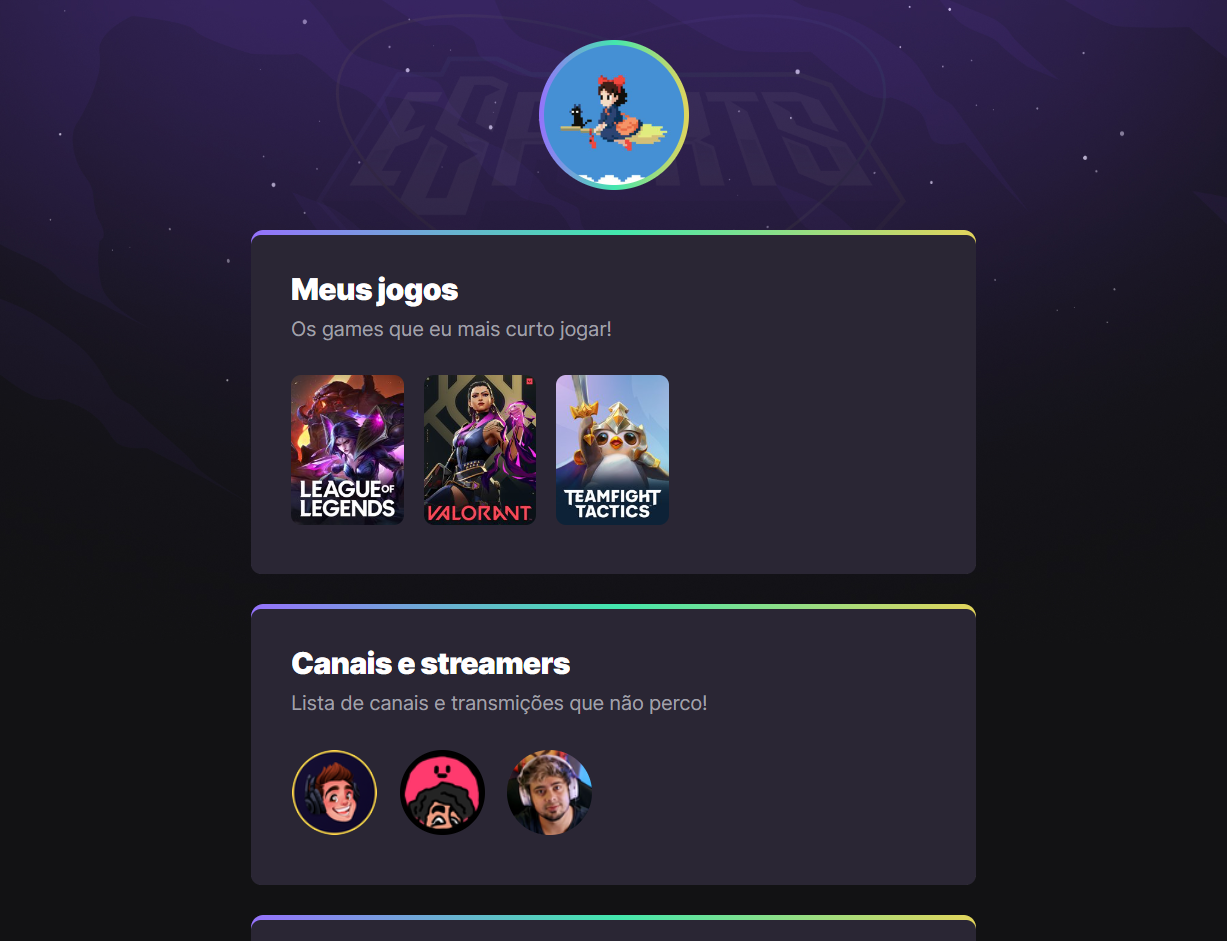 ESPORTS
Meus jogos
Os games que eu mais curto jogar!
LEAGUE OF
LEGENDS
VALORANT
TEAMFIGHT
TACTICS
Canais e streamers
Lista de canais e transmições que não perco!